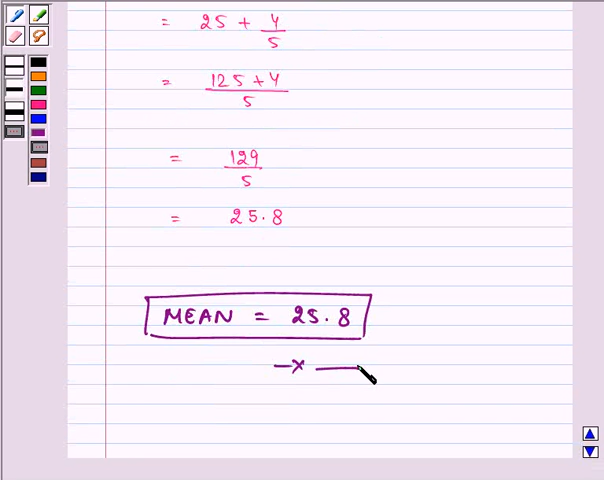 = 25 + 4/5
= 125+4/5
= 129/5
= 25.8
MEAN = 25.8
—x—